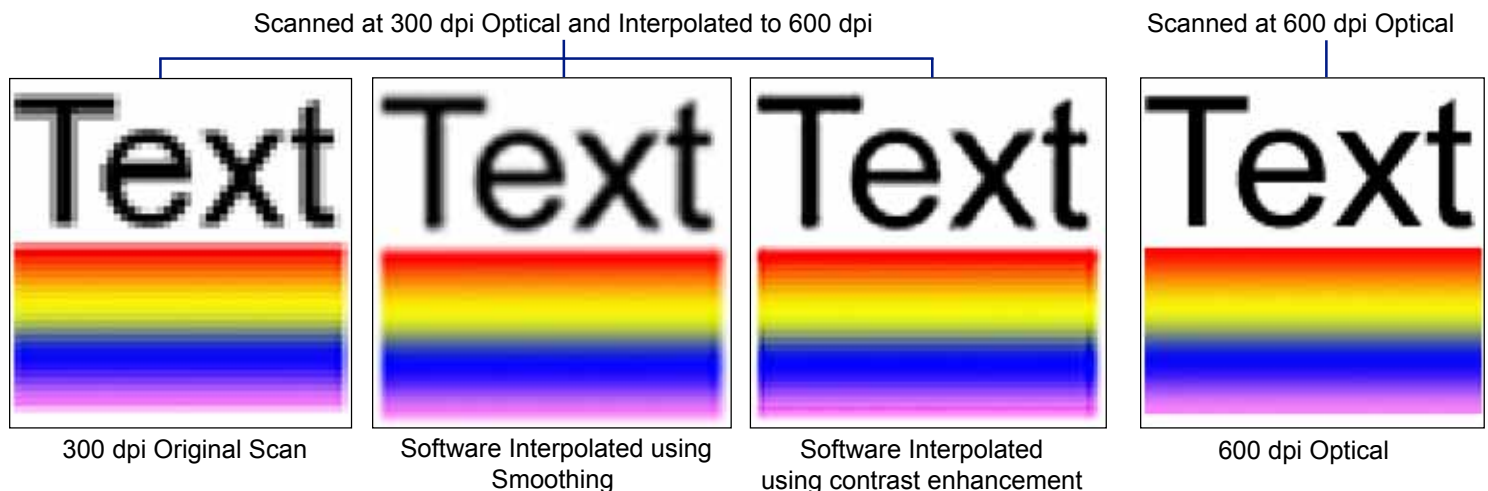 Scanned at 300 dpi Optical and Interpolated to 600 dpi
Scanned at 600 dpi Optical
Text
Text
Text
Text
300 dpi Original Scan
Software Interpolated using
Smoothing
Software Interpolated
using contrast enhancement
600 dpi Optical